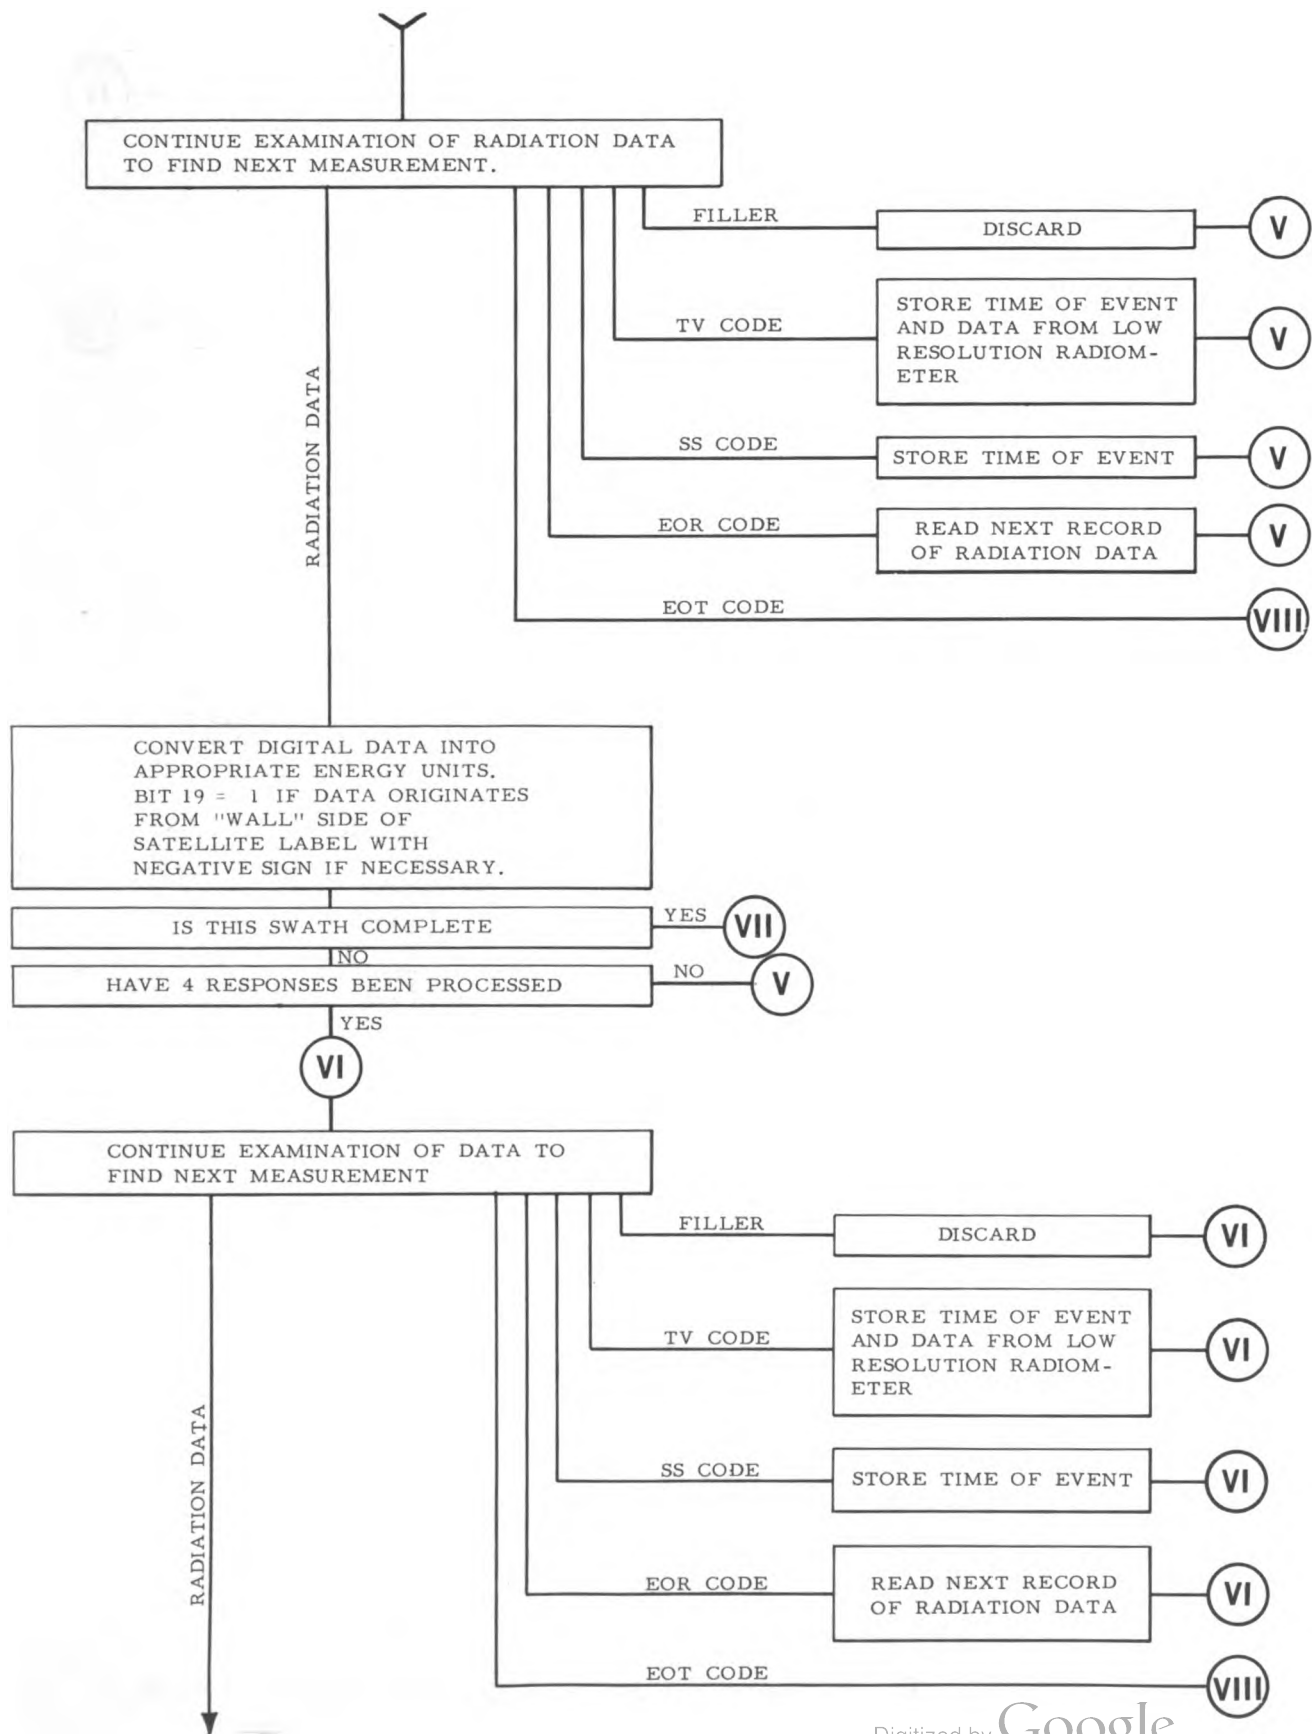 CONTINUE EXAMINATION OF RADIATION DATA
TO FIND NEXT MEASUREMENT.
FILLER
DISCARD
V
TV CODE
STORE TIME OF EVENT
AND DATA FROM LOW
RESOLUTION RADIOM-
ETER
V
RADIATION DATA
SS CODE
STORE TIME OF EVENT
V
EOR CODE
READ NEXT RECORD
OF RADIATION DATA
V
EOT CODE
VIII
CONVERT DIGITAL DATA INTO
APPROPRIATE ENERGY UNITS.
BIT 19 = 1 IF DATA ORIGINATES
FROM "WALL" SIDE OF
SATELLITE LABEL WITH
NEGATIVE SIGN IF NECESSARY.
IS THIS SWATH COMPLETE
YES
VII
NO
HAVE 4 RESPONSES BEEN PROCESSED
NO
V
YES
VI
CONTINUE EXAMINATION OF DATA TO
FIND NEXT MEASUREMENT
FILLER
DISCARD
VI
TV CODE
STORE TIME OF EVENT
AND DATA FROM LOW
RESOLUTION RADIOM-
ETER
VI
RADIATION DATA
SS CODE
STORE TIME OF EVENT
VI
EOR CODE
READ NEXT RECORD
OF RADIATION DATA
VI
EOT CODE
VIII
Digitized by Google